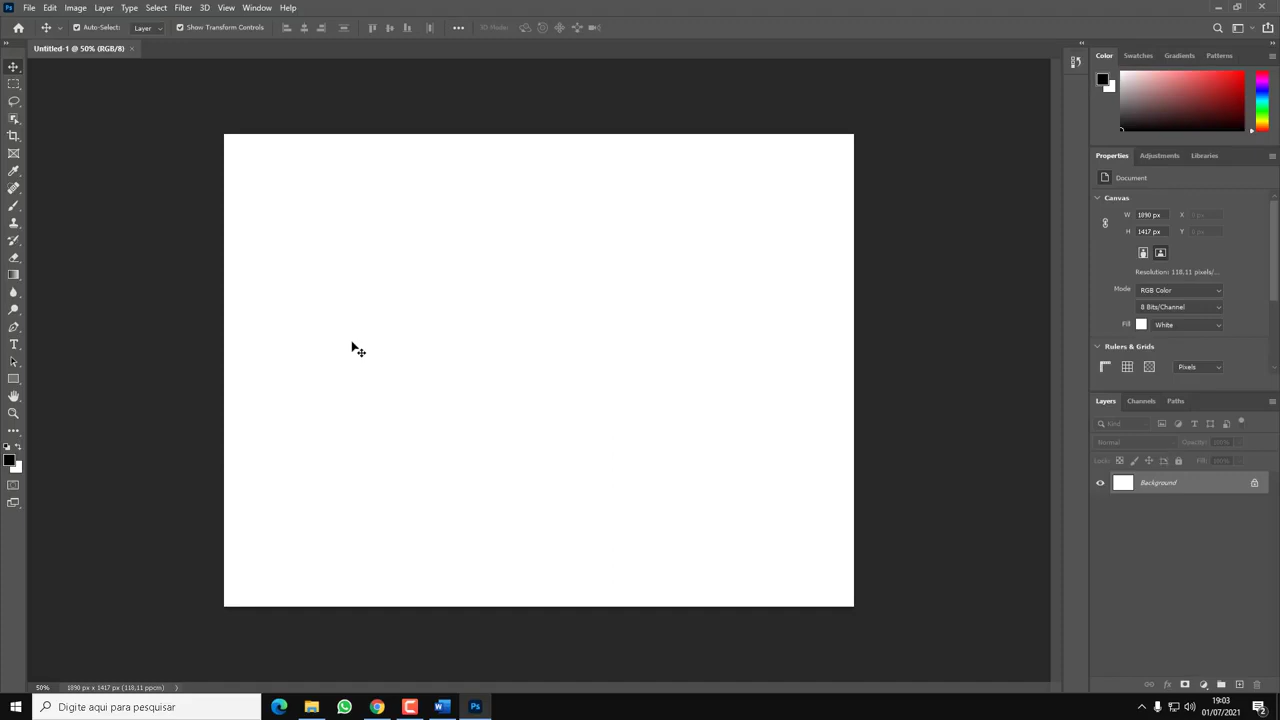 Ps File Edit Image Layer Type Select Filter 3D View Window Help
Auto-Select: Layer Show Transform Controls 3D Mode:
Untitled-1 @ 50% (RGB/8)
Color Swatches Gradients Patterns
Properties Adjustments Libraries
Document
Canvas
W 1890 px X 0 px
H 1417 px Y 0 px
Resolution: 118,11 pixels/...
Mode RGB Color
8 Bits/Channel
Fill White
Rulers & Grids
Pixels
Layers Channels Paths
Kind
Normal Opacity: 100%
Lock: Fill: 100%
Background
50% 1890 px x 1417 px (118,11 ppcm)
Digite aqui para pesquisar
Ps
19:03
01/07/2021
2